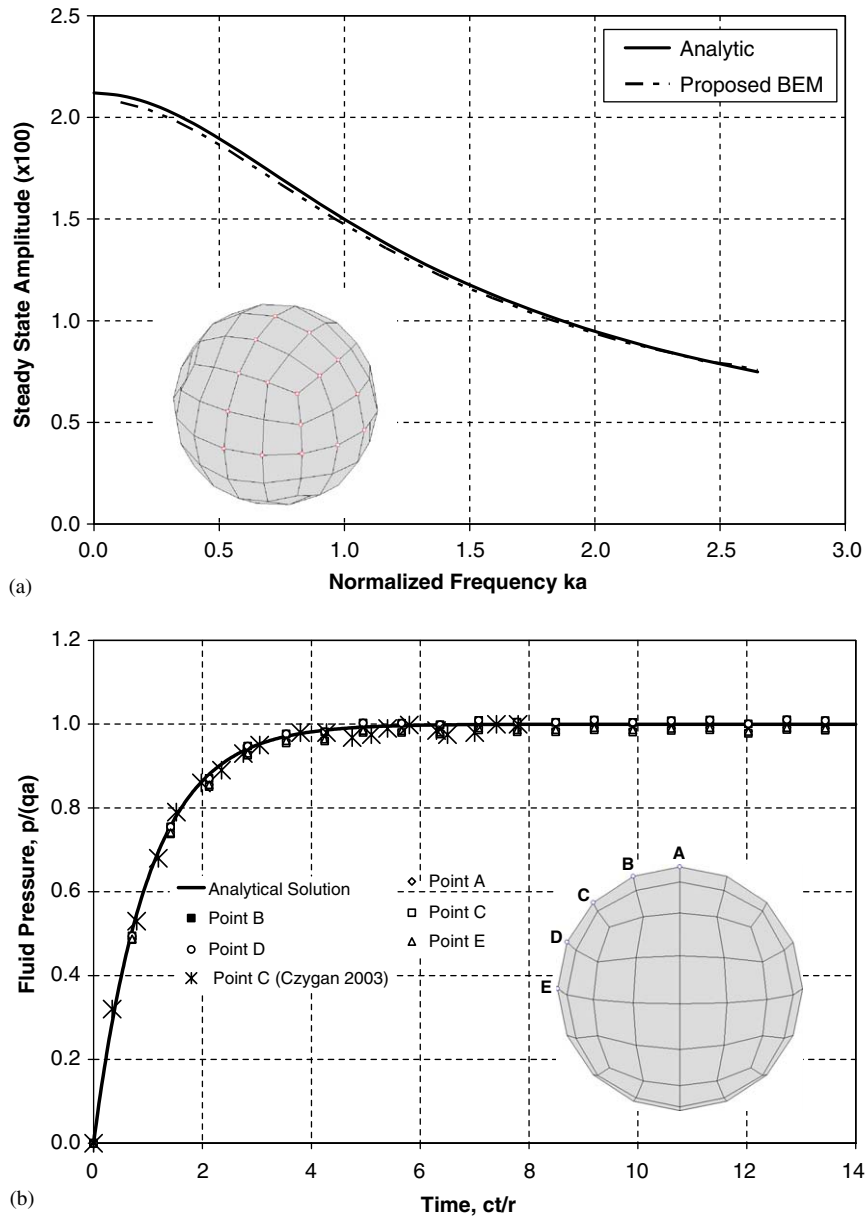 2.5
2.0
1.5
1.0
0.5
0.0
Steady State Amplitude (x100)
Analytic
Proposed BEM
0.0 0.5 1.0 1.5 2.0 2.5 3.0
Normalized Frequency ka
(a)
1.2
1.0
0.8
0.6
0.4
0.2
0.0
Fluid Pressure, p/(qa)
Analytical Solution
Point A
Point B
Point C
Point D
Point E
Point C (Czygan 2003)
A
B
C
D
E
0 2 4 6 8 10 12 14
Time, ct/r
(b)